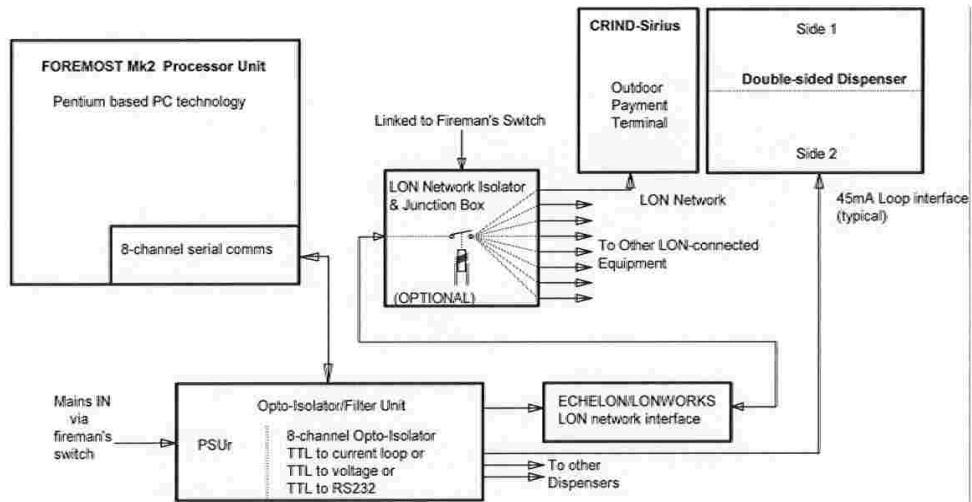 FOREMOST Mk2 Processor Unit
Pentium based PC technology
8-channel serial comms
CRIND-Sirius
Outdoor
Payment
Terminal
Side 1
Double-sided Dispenser
Side 2
Linked to Fireman's Switch
LON Network Isolator
& Junction Box
(OPTIONAL)
LON Network
To Other LON-connected
Equipment
45mA Loop interface
(typical)
Mains IN
via
fireman's
switch
Opto-Isolator/Filter Unit
PSUr
8-channel Opto-Isolator
TTL to current loop or
TTL to voltage or
TTL to RS232
ECHELON/LONWORKS
LON network interface
To other
Dispensers